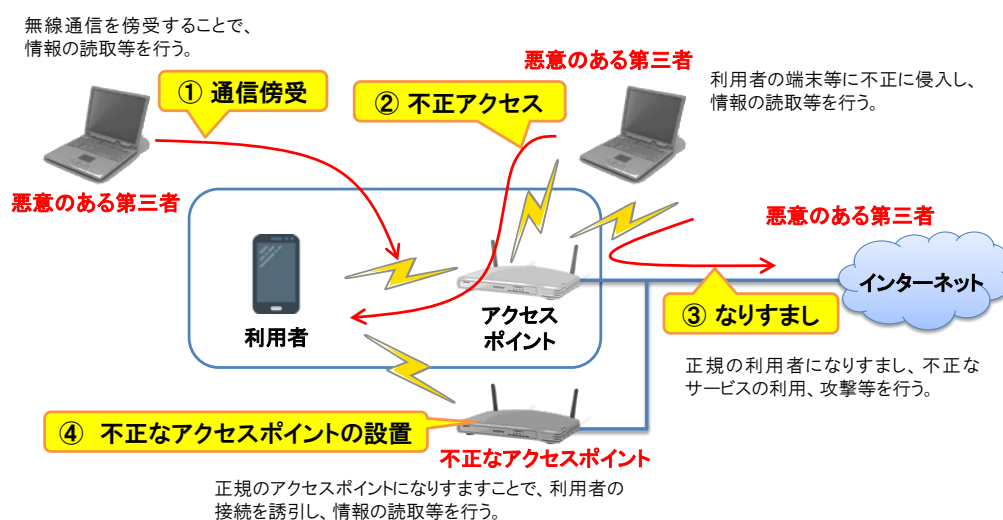 無線通信を傍受することで、
情報の読取等を行う。
① 通信傍受
悪意のある第三者
② 不正アクセス
悪意のある第三者
利用者の端末等に不正に侵入し、
情報の読取等を行う。
悪意のある第三者
インターネット
利用者
アクセス
ポイント
③ なりすまし
正規の利用者になりすまし、不正な
サービスの利用、攻撃等を行う。
④ 不正なアクセスポイントの設置
不正なアクセスポイント
正規のアクセスポイントになりすますことで、利用者の
接続を誘引し、情報の読取等を行う。